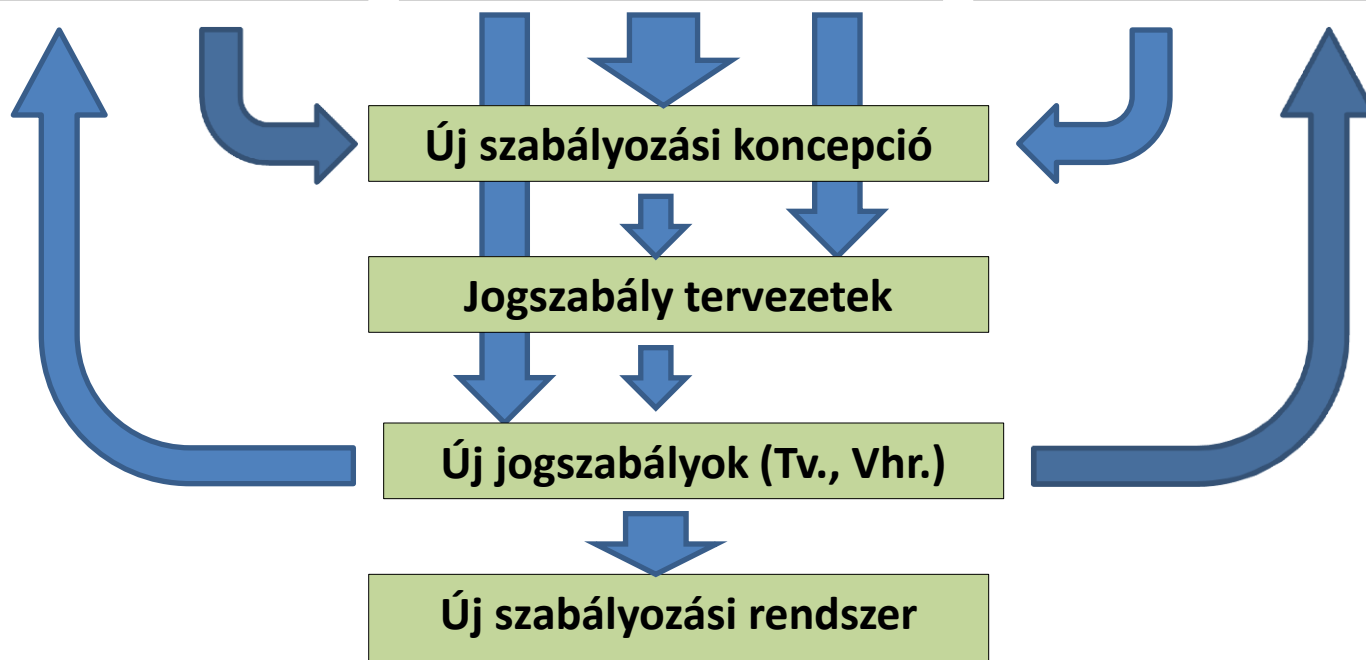 Új szabályozási koncepció
Jogszabály tervezetek
Új jogszabályok (Tv., Vhr.)
Új szabályozási rendszer